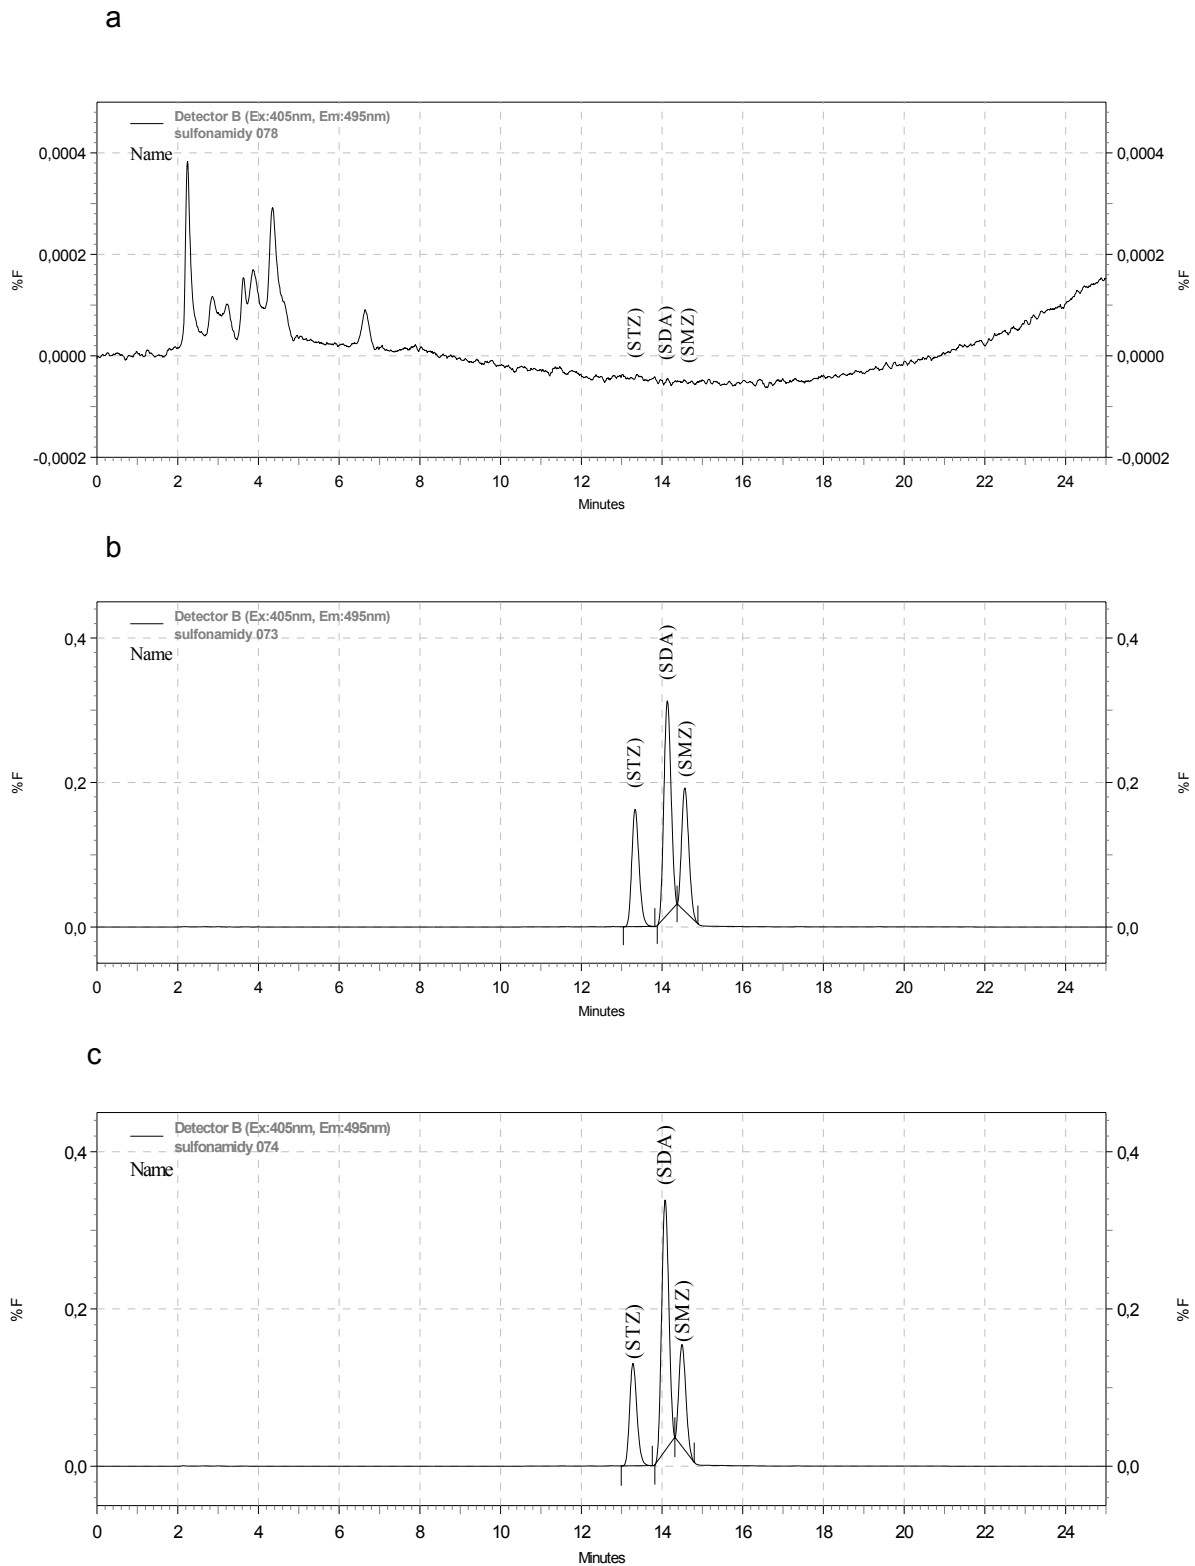 a
Detector B (Ex:405nm, Em:495nm)
sulfonamidy 078
Name
0,0004 0,0004
0,0002 0,0002
%F %F
(STZ) (SDA) (SMZ)
0,0000 0,0000
-0,0002 -0,0002
0 2 4 6 8 10 12 14 16 18 20 22 24
Minutes
b
Detector B (Ex:405nm, Em:495nm)
sulfonamidy 073
Name
0,4 0,4
(STZ) (SDA) (SMZ)
0,2 0,2
%F %F
0,0 0,0
0 2 4 6 8 10 12 14 16 18 20 22 24
Minutes
c
Detector B (Ex:405nm, Em:495nm)
sulfonamidy 074
Name
0,4 0,4
(STZ) (SDA) (SMZ)
0,2 0,2
%F %F
0,0 0,0
0 2 4 6 8 10 12 14 16 18 20 22 24
Minutes